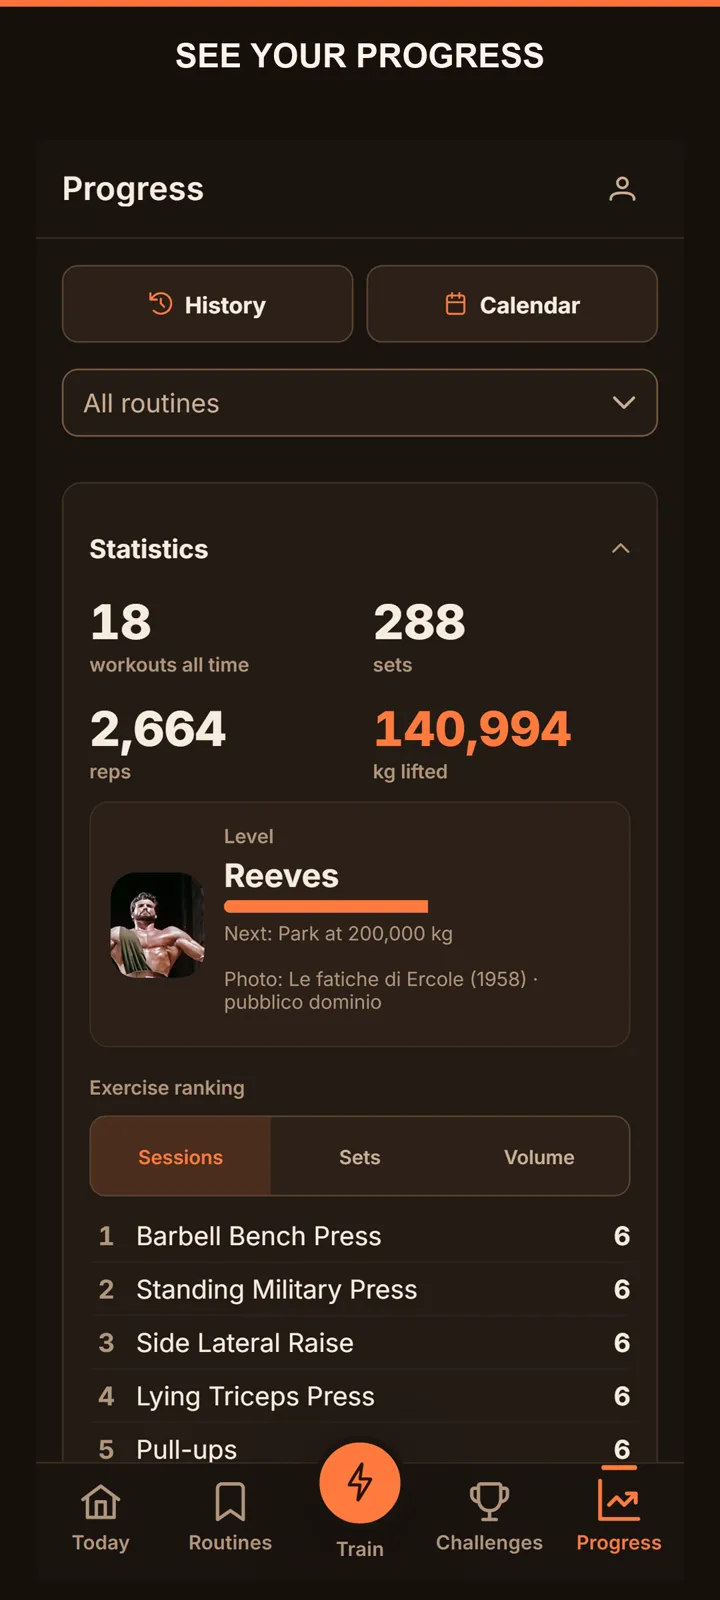 SEE YOUR PROGRESS
Progress
History
Calendar
All routines
Statistics
18
workouts all time
288
sets
2,664
reps
140,994
kg lifted
Level
Reeves
Next: Park at 200,000 kg
Photo: Le fatiche di Ercole (1958) ·
pubblico dominio
Exercise ranking
Sessions
Sets
Volume
1 Barbell Bench Press 6
2 Standing Military Press 6
3 Side Lateral Raise 6
4 Lying Triceps Press 6
5 Pull-ups 6
Today
Routines
Train
Challenges
Progress